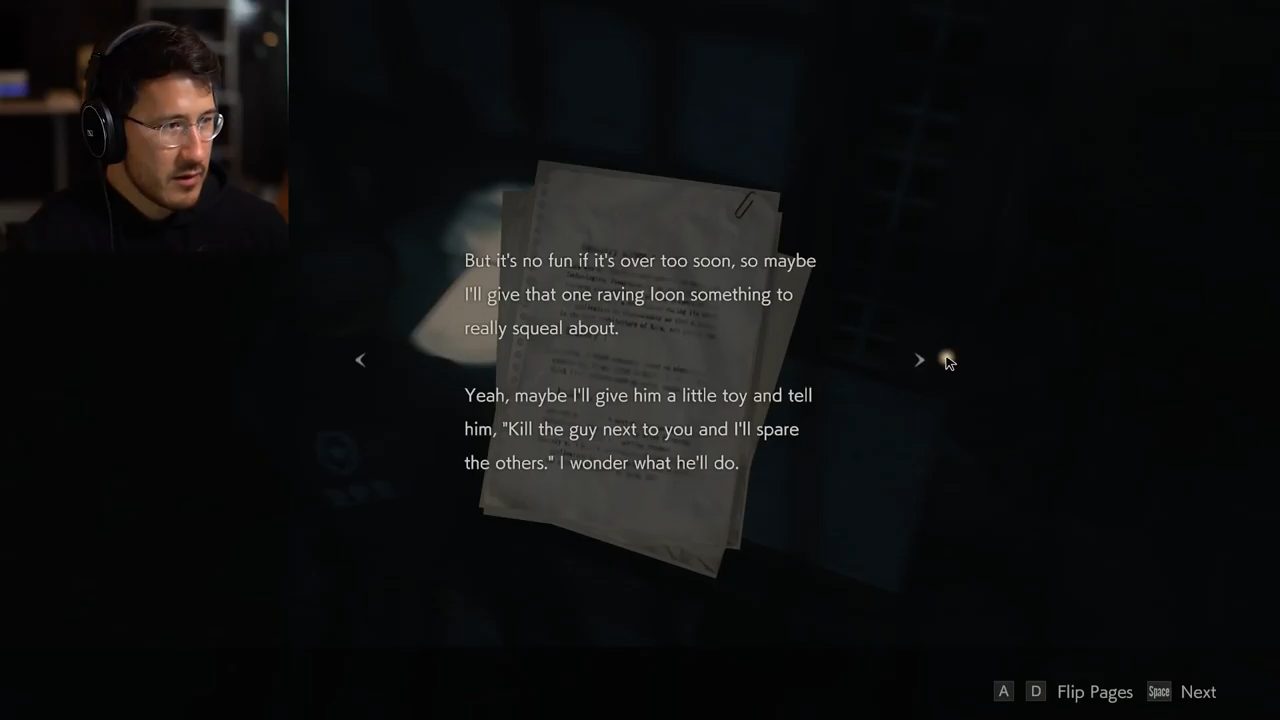 But it's no fun if it's over too soon, so maybe
I'll give that one raving loon something to
really squeal about.
Yeah, maybe I'll give him a little toy and tell
him, "Kill the guy next to you and I'll spare
the others." I wonder what he'll do.
A D Flip Pages Space Next